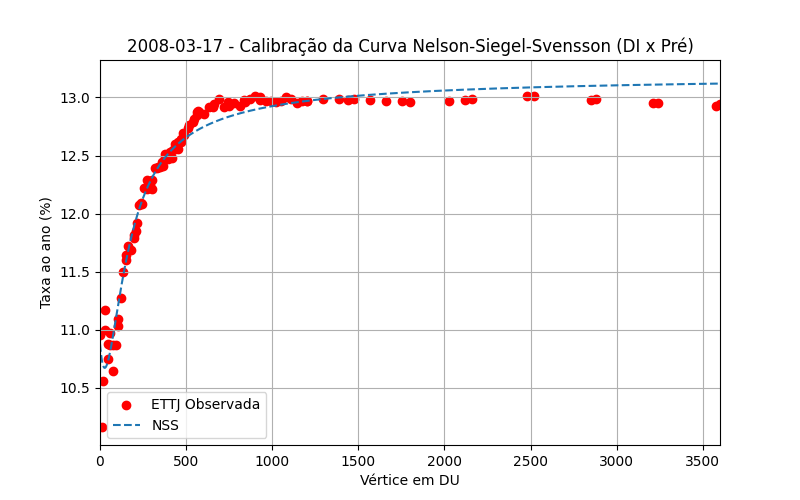 2008-03-17 - Calibração da Curva Nelson-Siegel-Svensson (DI x Pré)
Taxa ao ano (%)
13.0
12.5
12.0
11.5
11.0
10.5
ETTJ Observada
NSS
0 500 1000 1500 2000 2500 3000 3500
Vértice em DU